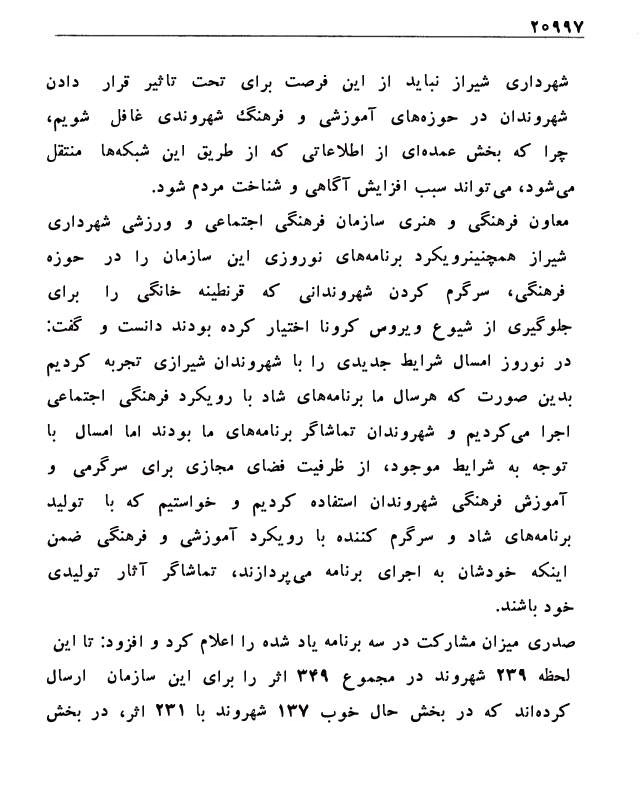 ۲۰۹۹۷
شهرداری شیراز نباید از این فرصت برای تحت تاثیر قرار دادن
شهروندان در حوزه‌های آموزشی و فرهنگ شهروندی غافل شویم،
چرا که بخش عمده‌ای از اطلاعاتی که از طریق این شبکه‌ها منتقل
می‌شود، می‌تواند سبب افزایش آگاهی و شناخت مردم شود.
معاون فرهنگی و هنری سازمان فرهنگی اجتماعی و ورزشی شهرداری
شیراز همچنینرویکرد برنامه‌های نوروزی این سازمان را در حوزه
فرهنگی، سرگرم کردن شهروندانی که قرنطینه خانگی را برای
جلوگیری از شیوع ویروس کرونا اختیار کرده بودند دانست و گفت:
در نوروز امسال شرایط جدیدی را با شهروندان شیرازی تجربه کردیم
بدین صورت که هرسال ما برنامه‌های شاد با رویکرد فرهنگی اجتماعی
اجرا می‌کردیم و شهروندان تماشاگر برنامه‌های ما بودند اما امسال با
توجه به شرایط موجود، از ظرفیت فضای مجازی برای سرگرمی و
آموزش فرهنگی شهروندان استفاده کردیم و خواستیم که با تولید
برنامه‌های شاد و سرگرم کننده با رویکرد آموزشی و فرهنگی ضمن
اینکه خودشان به اجرای برنامه می‌پردازند، تماشاگر آثار تولیدی
خود باشند.
صدری میزان مشارکت در سه برنامه یاد شده را اعلام کرد و افزود: تا این
لحظه ۲۳۹ شهروند در مجموع ۳۴۹ اثر را برای این سازمان ارسال
کرده‌اند که در بخش حال خوب ۱۳۷ شهروند با ۲۳۱ اثر، در بخش